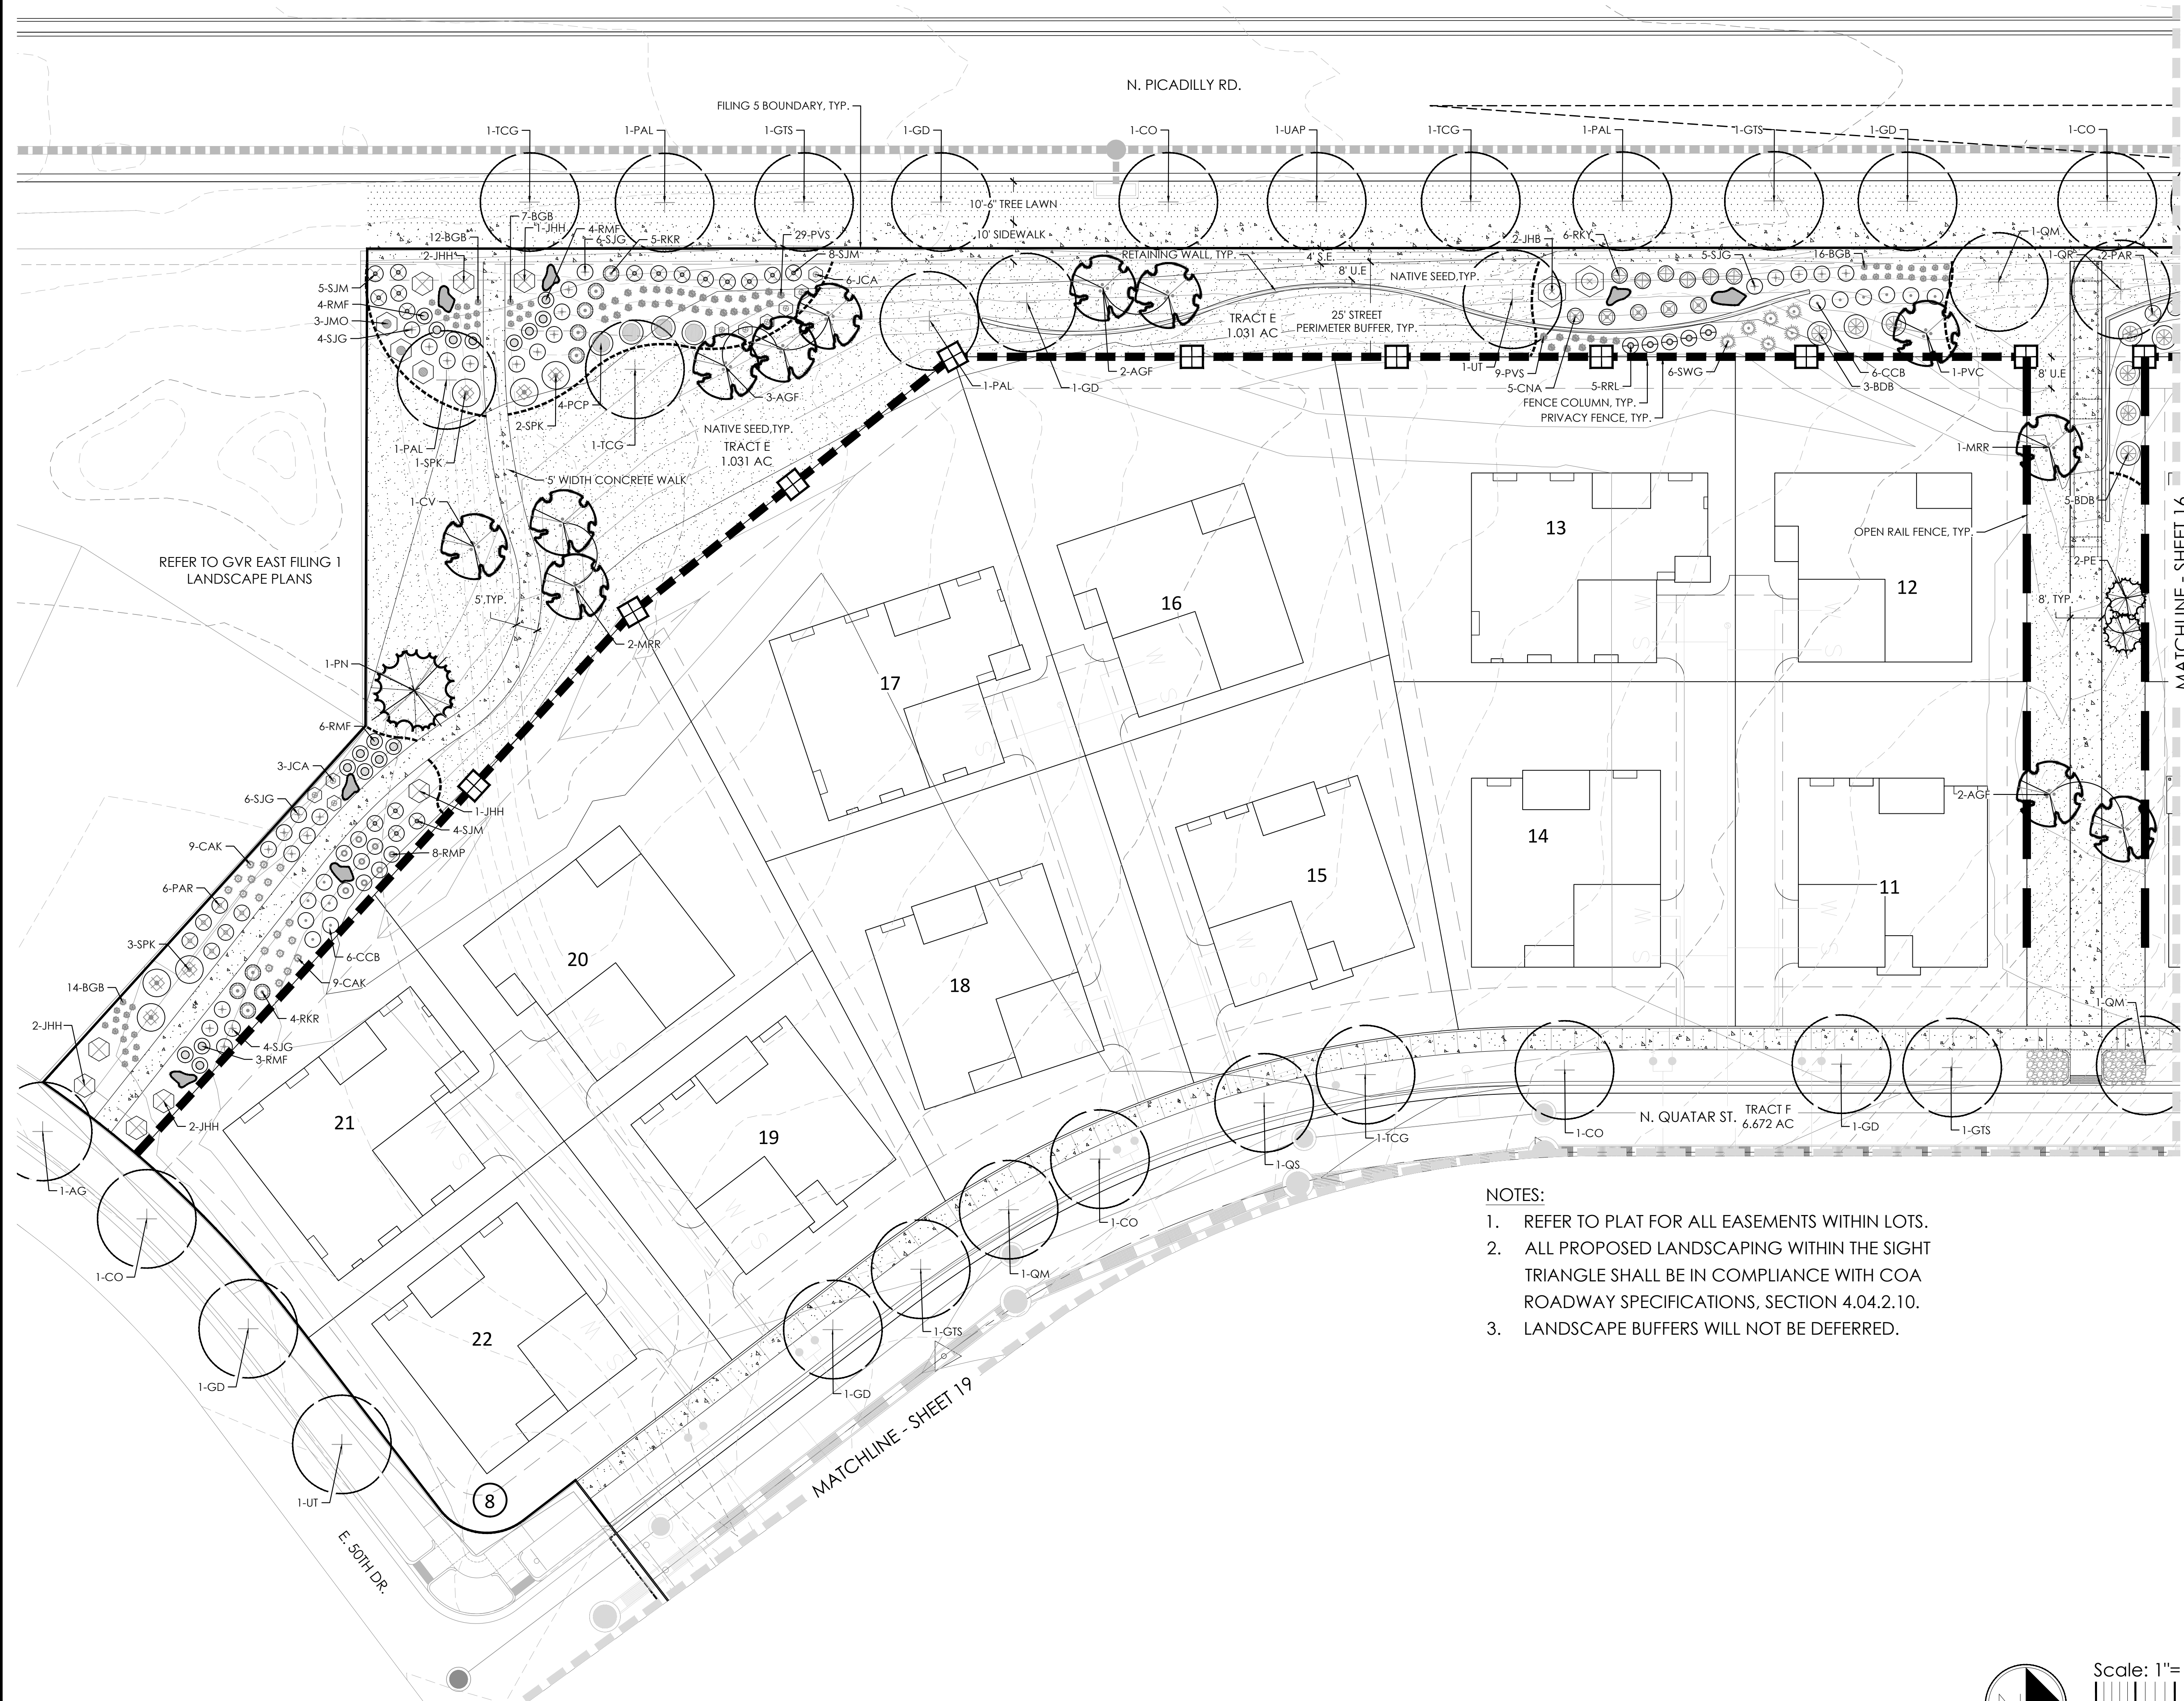 N. PICADILLY RD.
FILING 5 BOUNDARY, TYP.
1-TCG
1-PAL
1-GTS
1-GD
1-CO
1-UAP
1-TCG
1-PAL
1-GTS
1-GD
1-CO
10'-6" TREE LAWN
10' SIDEWALK
7-BGB
1-JHH
4-RMF
6-SJG
5-RKR
29-PVS
12-BGB
2-JHH
8-SJM
6-JCA
RETAINING WALL, TYP.
4' S.E.
8' U.E
NATIVE SEED,TYP.
2-JHB
6-RKY
5-SJG
16-BGB
1-QM
1-QR
2-PAR
5-SJM
4-RMF
3-JMO
4-SJG
TRACT E
1.031 AC
25' STREET
PERIMETER BUFFER, TYP.
1-PAL
1-SPK
2-SPK
4-PCP
1-TCG
3-AGF
1-PAL
1-GD
2-AGF
1-UT
9-PVS
5-CNA
5-RRL
6-SWG
FENCE COLUMN, TYP.
PRIVACY FENCE, TYP.
6-CCB
3-BDB
1-PVC
8' U.E
NATIVE SEED,TYP.
TRACT E
1.031 AC
5' WIDTH CONCRETE WALK
1-CV
1-MRR
5-BDB
OPEN RAIL FENCE, TYP.
MATCHLINE - SHEET 16
REFER TO GVR EAST FILING 1
LANDSCAPE PLANS
5',TYP.
2-MRR
1-PN
2-PE
8', TYP.
13
12
16
17
6-RMF
3-JCA
6-SJG
9-CAK
6-PAR
3-SPK
14-BGB
2-JHH
1-JHH
4-SJM
8-RMP
6-CCB
9-CAK
4-RKR
4-SJG
3-RMF
2-JHH
2-AGF
14
15
11
20
18
21
19
22
1-QM
1-AG
1-CO
1-GD
1-UT
1-GD
1-GTS
1-QM
1-CO
1-QS
1-TCG
1-CO
N. QUATAR ST.
TRACT F
6.672 AC
1-GD
1-GTS
8
E. 50TH DR.
MATCHLINE - SHEET 19
NOTES:
1. REFER TO PLAT FOR ALL EASEMENTS WITHIN LOTS.
2. ALL PROPOSED LANDSCAPING WITHIN THE SIGHT
TRIANGLE SHALL BE IN COMPLIANCE WITH COA
ROADWAY SPECIFICATIONS, SECTION 4.04.2.10.
3. LANDSCAPE BUFFERS WILL NOT BE DEFERRED.
Scale: 1"=